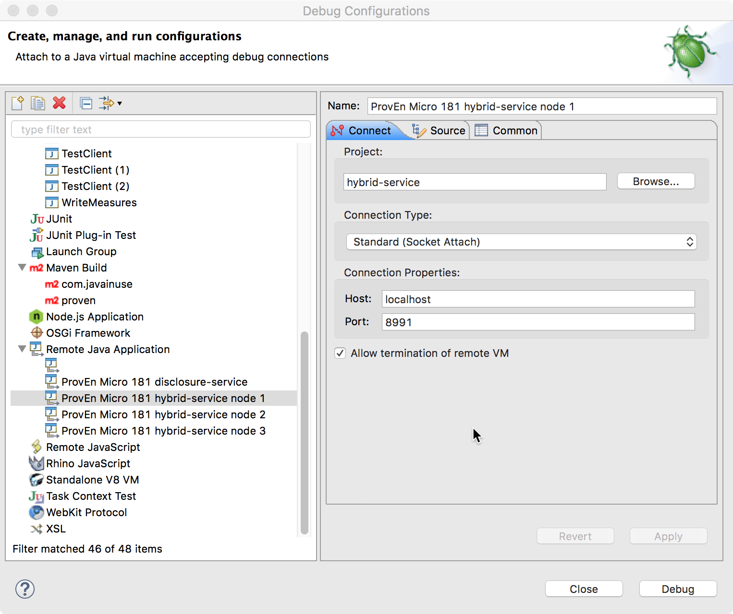 Debug Configurations
Create, manage, and run configurations
Attach to a Java virtual machine accepting debug connections
type filter text
TestClient
TestClient (1)
TestClient (2)
WriteMeasures
Ju JUnit
Ju JUnit Plug-in Test
Launch Group
m2 Maven Build
m2 com.javainuse
m2 proven
n Node.js Application
OSGi Framework
Remote Java Application
ProvEn Micro 181 disclosure-service
ProvEn Micro 181 hybrid-service node 1
ProvEn Micro 181 hybrid-service node 2
ProvEn Micro 181 hybrid-service node 3
Remote JavaScript
Rhino JavaScript
Standalone V8 VM
Ju Task Context Test
WebKit Protocol
XSL
Filter matched 46 of 48 items
Name: ProvEn Micro 181 hybrid-service node 1
Connect Source Common
Project:
hybrid-service Browse...
Connection Type:
Standard (Socket Attach)
Connection Properties:
Host: localhost
Port: 8991
Allow termination of remote VM
Revert Apply
? Close Debug